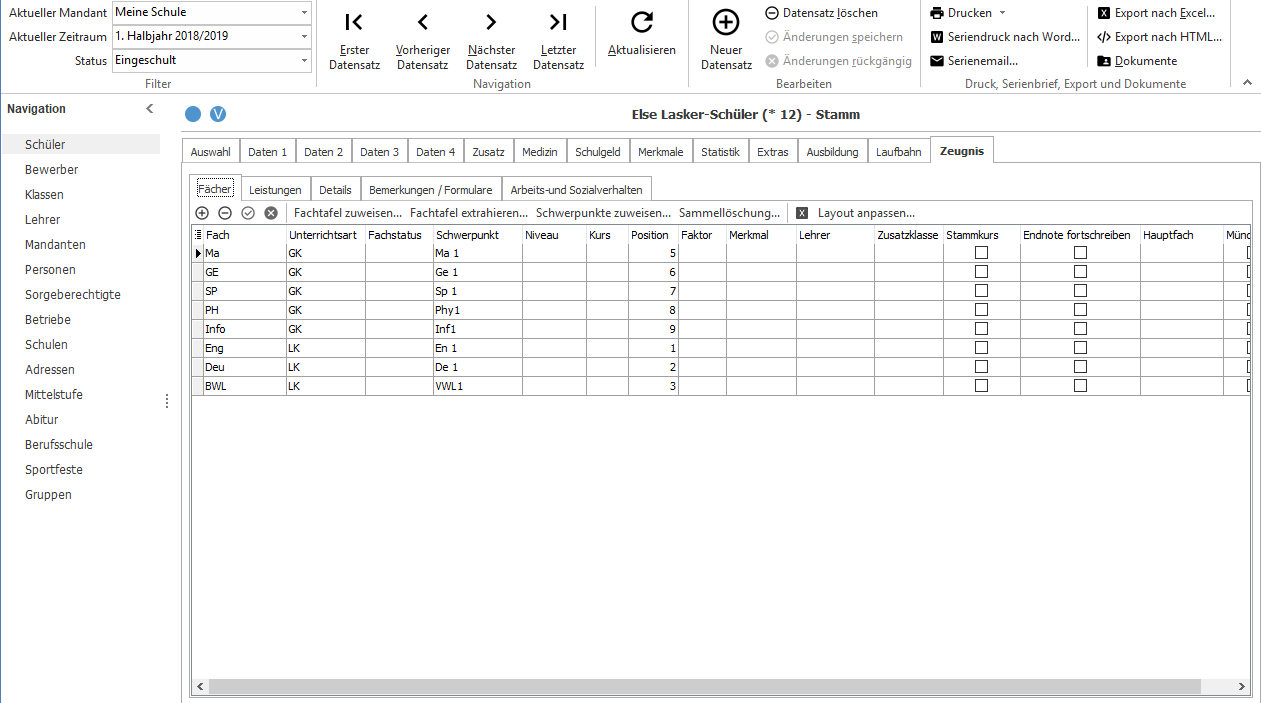 Aktueller Mandant Meine Schule
Aktueller Zeitraum 1. Halbjahr 2018/2019
Status Eingeschult
Filter
Erster Datensatz
Vorheriger Datensatz
Nächster Datensatz
Letzter Datensatz
Aktualisieren
Navigation
Neuer Datensatz
Datensatz löschen
Änderungen speichern
Änderungen rückgängig
Bearbeiten
Drucken
Seriendruck nach Word...
Serienemail...
Export nach Excel...
Export nach HTML...
Dokumente
Druck, Serienbrief, Export und Dokumente
Navigation
Schüler
Bewerber
Klassen
Lehrer
Mandanten
Personen
Sorgeberechtigte
Betriebe
Schulen
Adressen
Mittelstufe
Abitur
Berufsschule
Sportfeste
Gruppen
V
Else Lasker-Schüler (* 12) - Stamm
Auswahl Daten 1 Daten 2 Daten 3 Daten 4 Zusatz Medizin Schulgeld Merkmale Statistik Extras Ausbildung Laufbahn Zeugnis
Fächer Leistungen Details Bemerkungen / Formulare Arbeits-und Sozialverhalten
Fachtafel zuweisen... Fachtafel extrahieren... Schwerpunkte zuweisen... Sammellöschung... Layout anpassen...
Fach Unterrichtsart Fachstatus Schwerpunkt Niveau Kurs Position Faktor Merkmal Lehrer Zusatzklasse Stammkurs Endnote fortschreiben Hauptfach Münd
Ma GK Ma 1 5
GE GK Ge 1 6
SP GK Sp 1 7
PH GK Phy1 8
Info GK Inf1 9
Eng LK En 1 1
Deu LK De 1 2
BWL LK VWL1 3